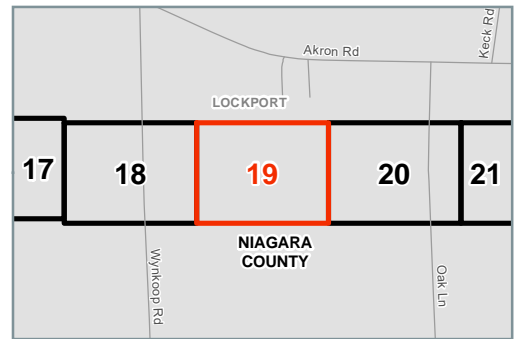 Akron Rd
Keck Rd
LOCKPORT
17
18
19
20
21
NIAGARA
COUNTY
Wynkoop Rd
Oak Ln